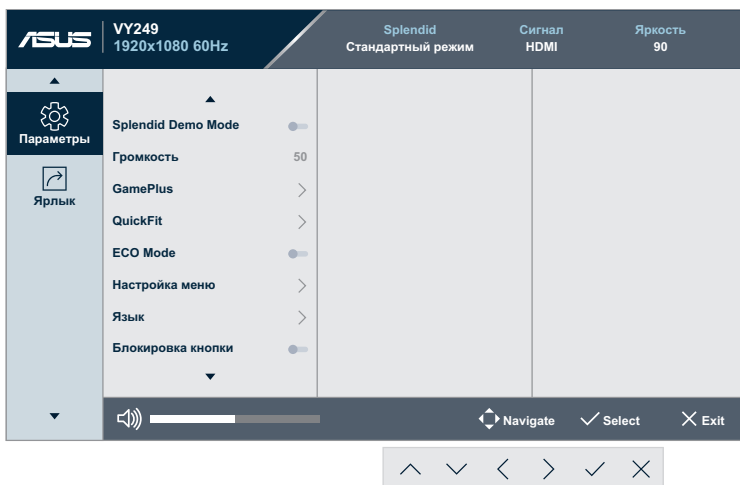 ASUS
VY249
1920x1080 60Hz
Splendid
Стандартный режим
Сигнал
HDMI
Яркость
90
Параметры
Ярлык
Splendid Demo Mode
Громкость 50
GamePlus
QuickFit
ECO Mode
Настройка меню
Язык
Блокировка кнопки
Navigate Select Exit